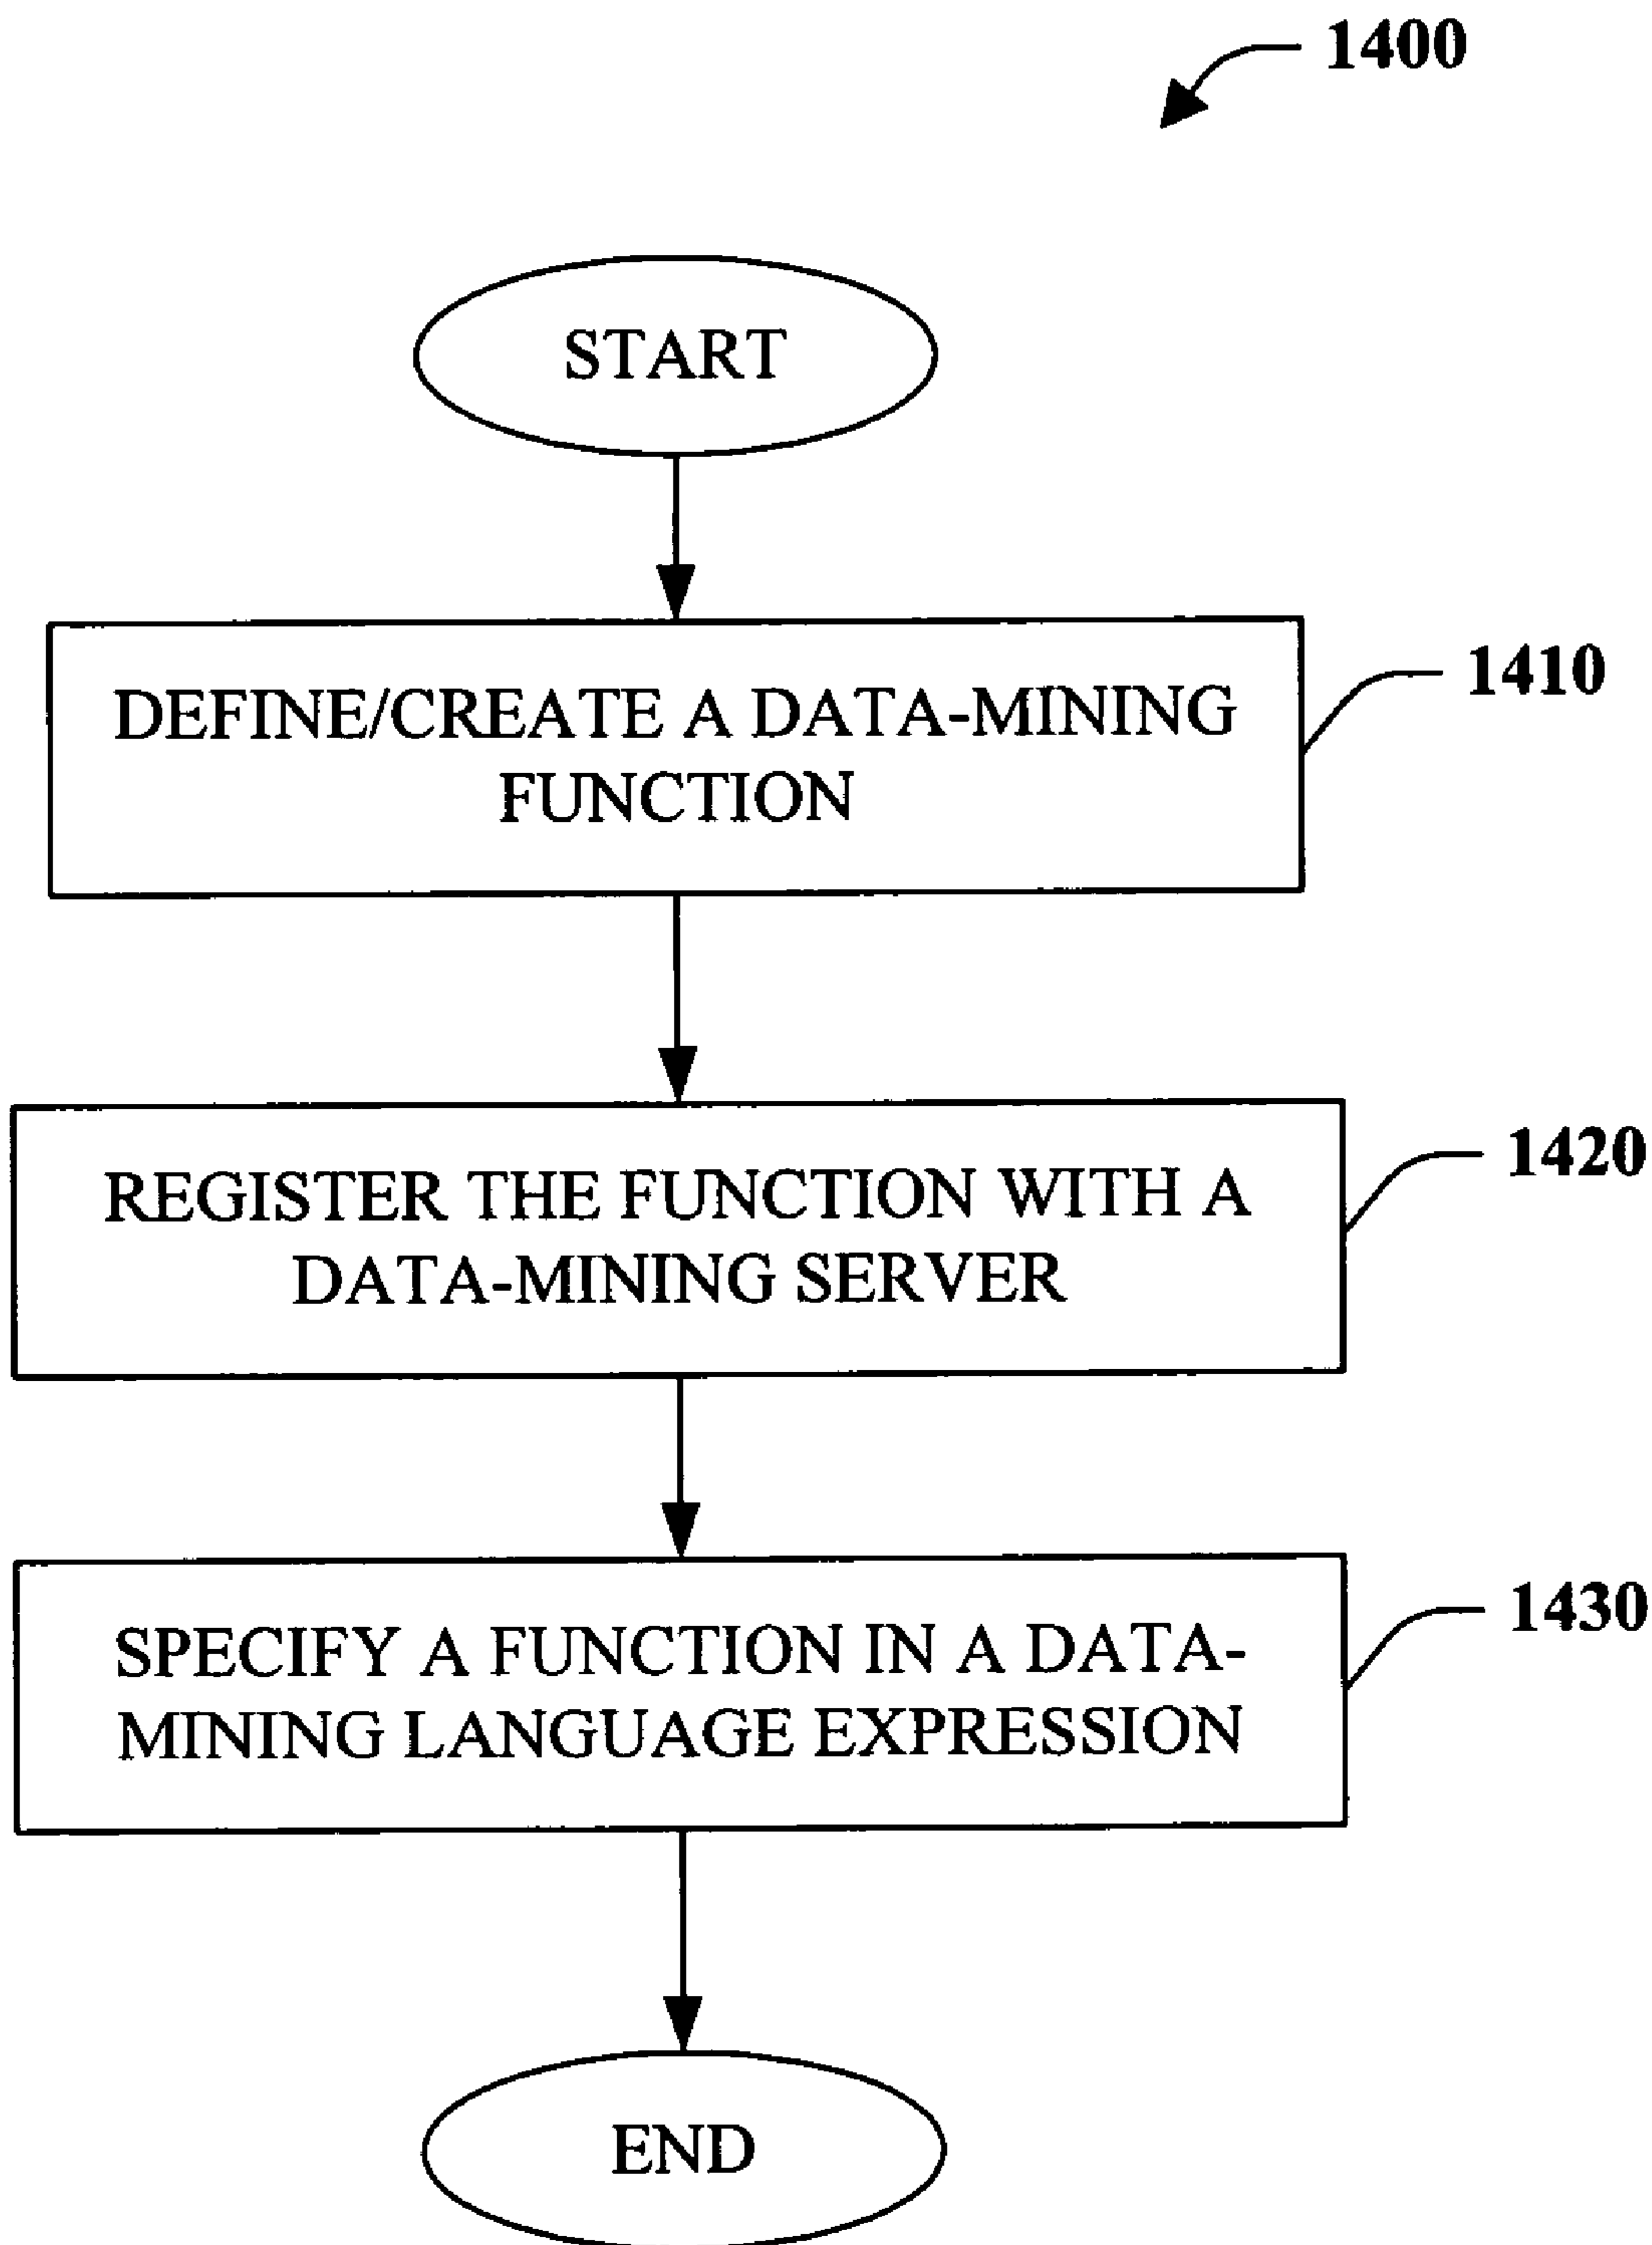 1400
START
DEFINE/CREATE A DATA-MINING
FUNCTION
1410
REGISTER THE FUNCTION WITH A
DATA-MINING SERVER
1420
SPECIFY A FUNCTION IN A DATA-
MINING LANGUAGE EXPRESSION
1430
END